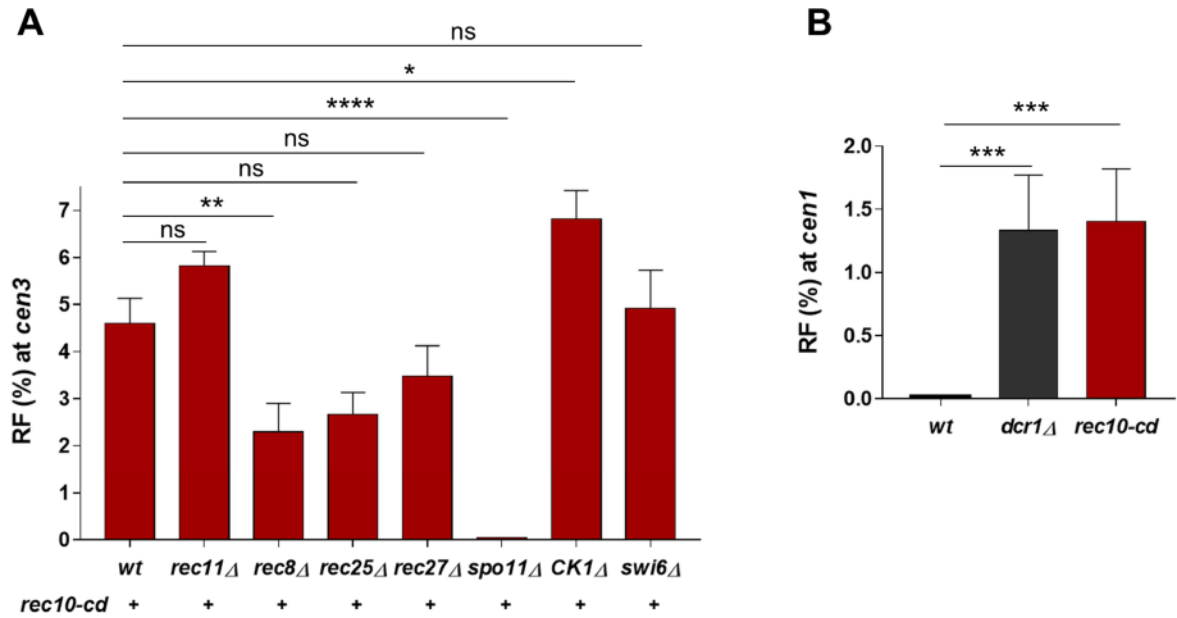 A
B
ns
*
****
ns
ns
**
ns
RF (%) at cen3
7
6
5
4
3
2
1
0
wt rec11Δ rec8Δ rec25Δ rec27Δ spo11Δ CK1Δ swi6Δ
rec10-cd + + + + + + + +
***
***
RF (%) at cen1
2.0
1.5
1.0
0.5
0.0
wt dcr1Δ rec10-cd